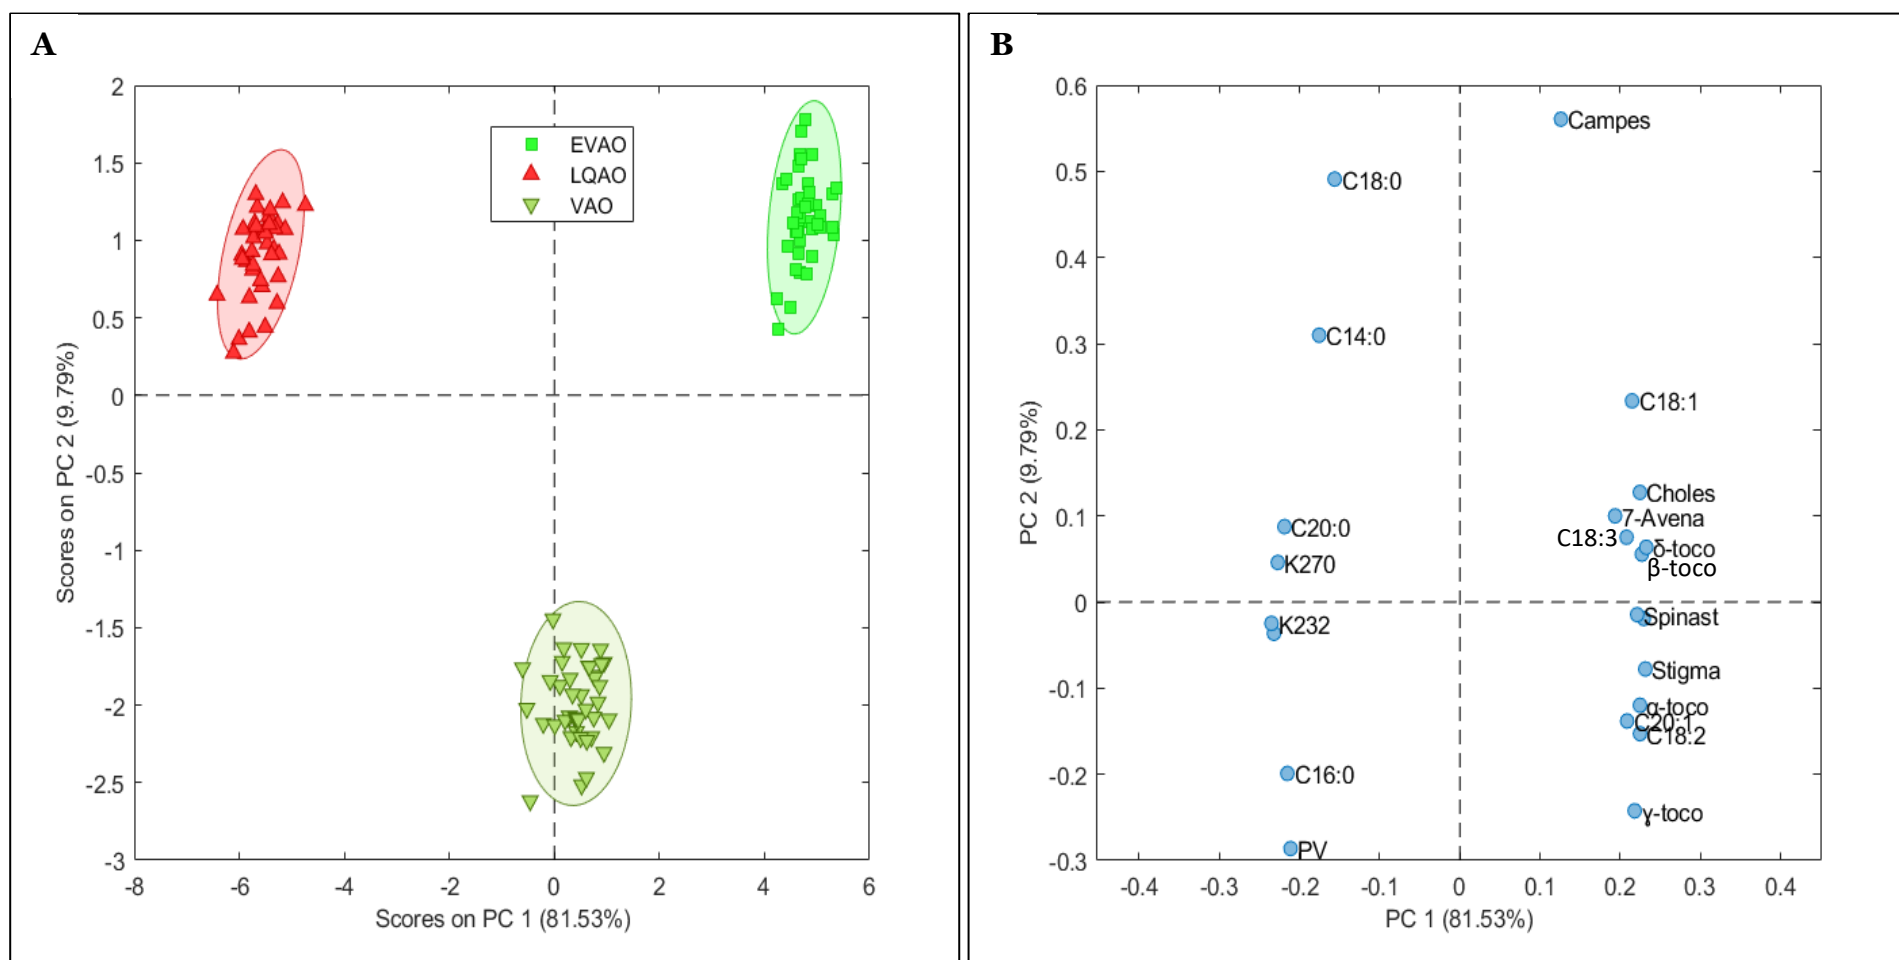 A
2
1.5
1
0.5
0
-0.5
-1
-1.5
-2
-2.5
-3
-8
-6
-4
-2
0
2
4
6
Scores on PC 2 (9.79%)
Scores on PC 1 (81.53%)
EVAO
LQAO
VAO
B
0.6
0.5
0.4
0.3
0.2
0.1
0
-0.1
-0.2
-0.3
-0.4
-0.3
-0.2
-0.1
0
0.1
0.2
0.3
0.4
PC 2 (9.79%)
PC 1 (81.53%)
Campes
C18:0
C14:0
C18:1
Choles
7-Avena
C20:0
C18:3
δ-toco
K270
β-toco
Spinast
K232
Stigma
α-toco
C20:1
C18:2
C16:0
γ-toco
PV